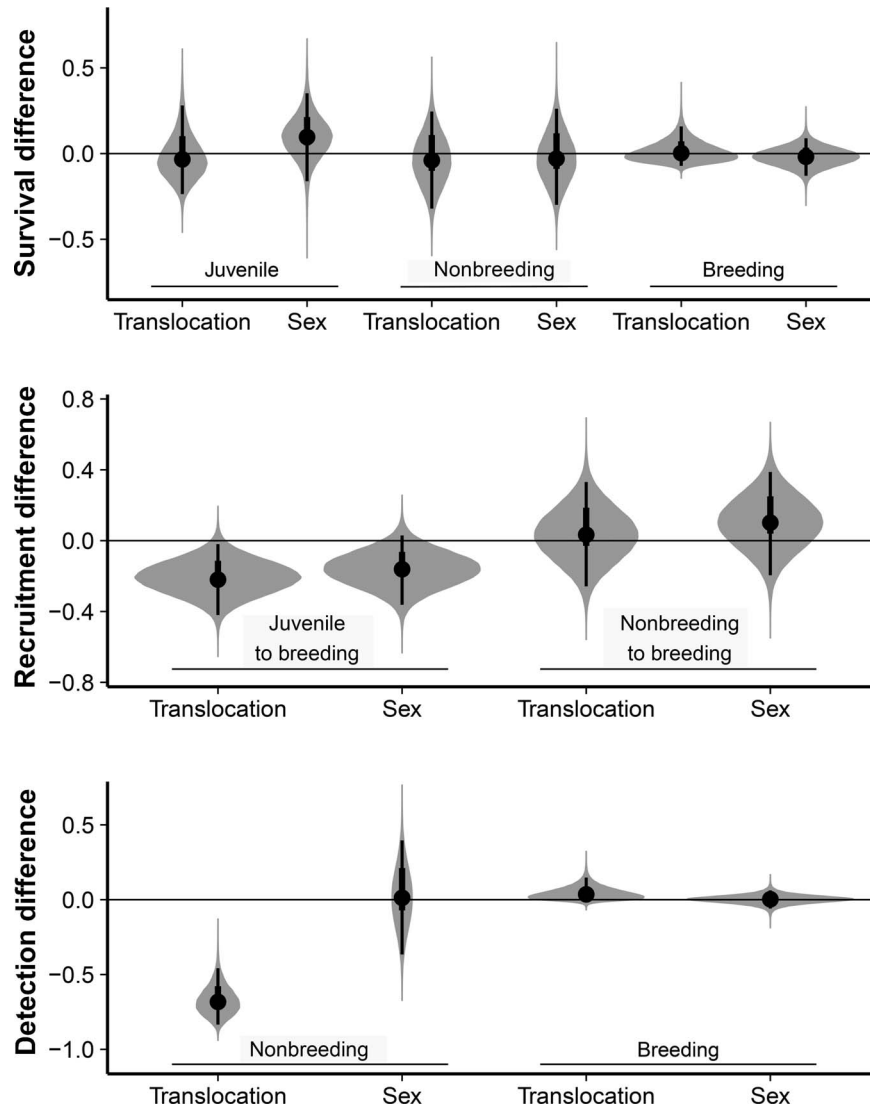 Survival difference
0.5
0.0
−0.5
Juvenile
Nonbreeding
Breeding
Translocation
Sex
Translocation
Sex
Translocation
Sex
Recruitment difference
0.8
0.4
0.0
−0.4
−0.8
Juvenile
to breeding
Nonbreeding
to breeding
Translocation
Sex
Translocation
Sex
Detection difference
0.5
0.0
−0.5
−1.0
Nonbreeding
Breeding
Translocation
Sex
Translocation
Sex